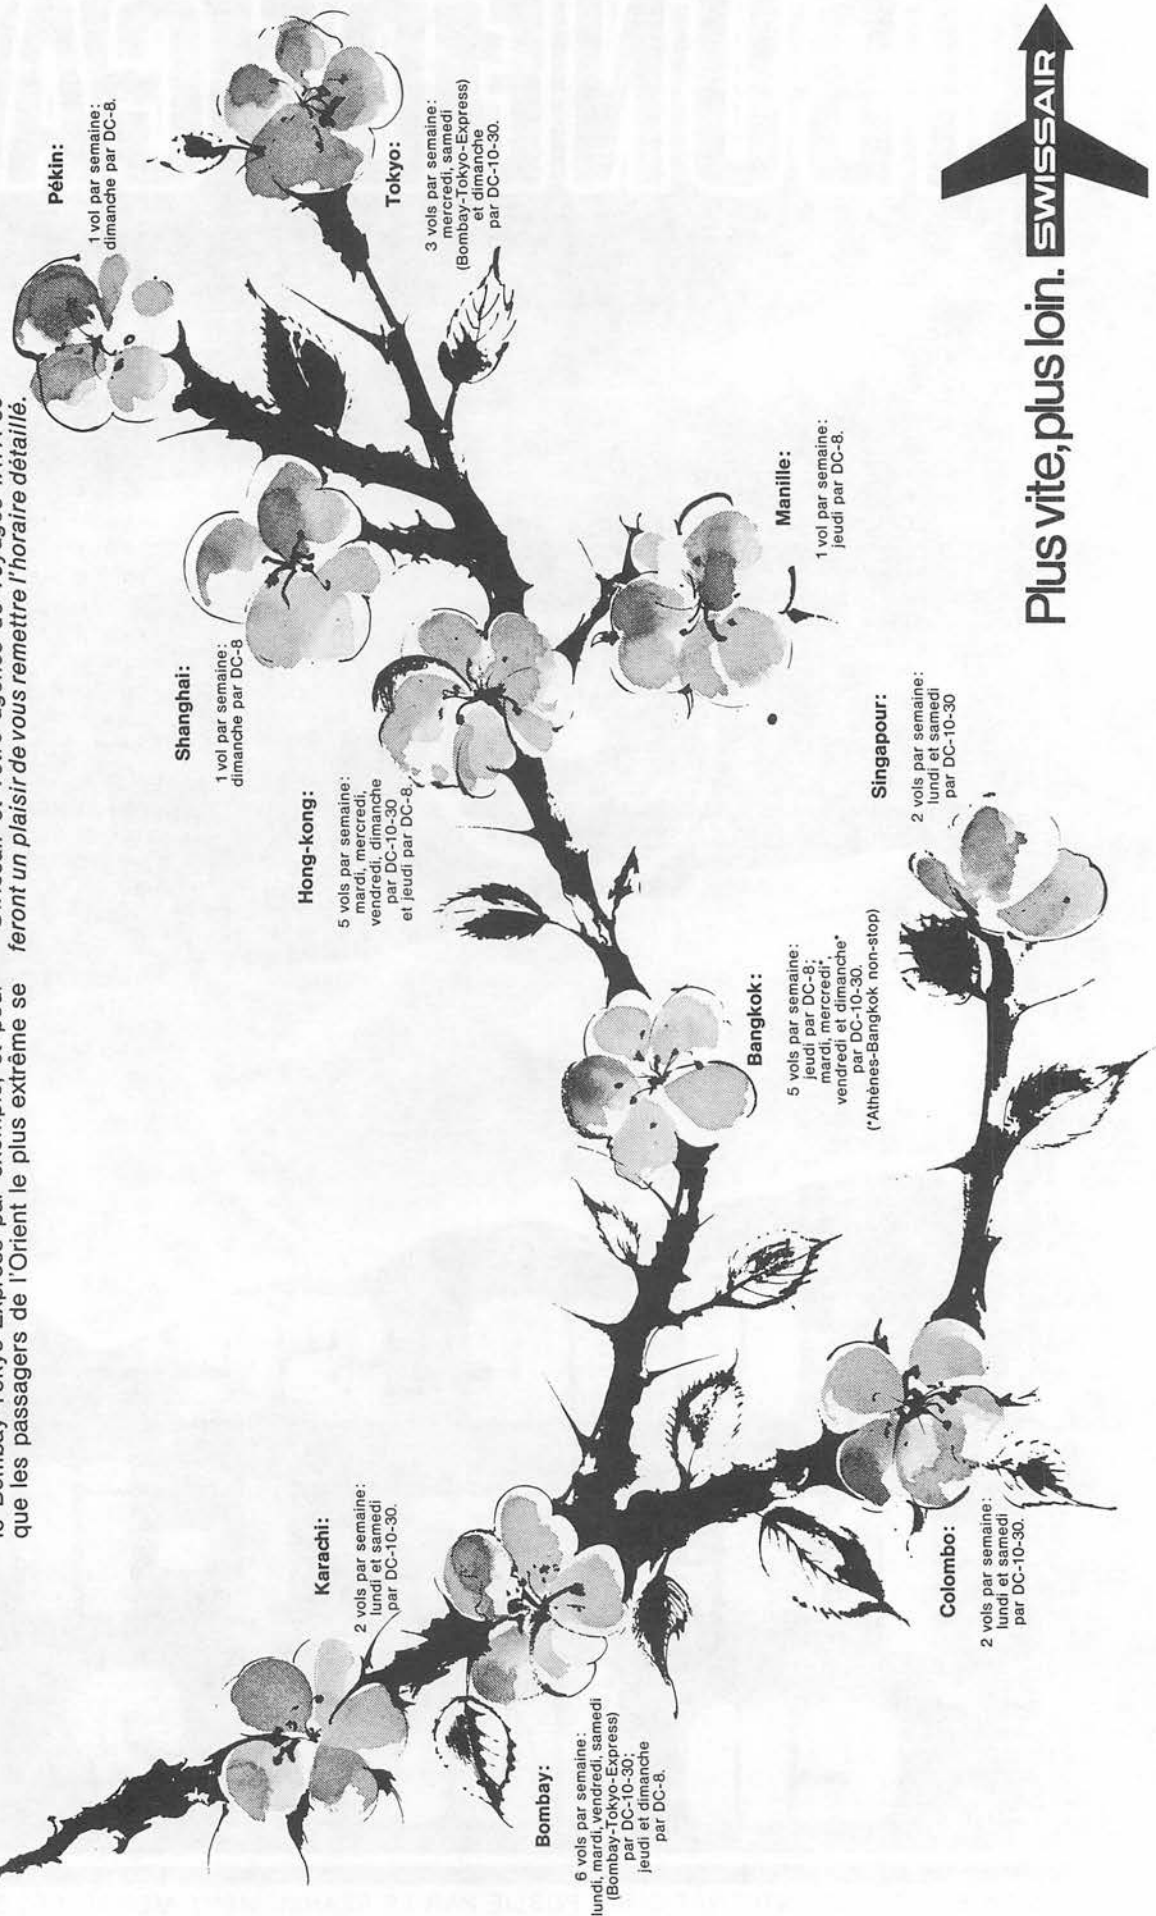 le Bombay-Tokyo-Express par exemple, et pour
que les passagers de l'Orient le plus extrême se
Swissair ou votre agence de voyages IATA se
feront un plaisir de vous remettre l'horaire détaillé.
Pékin:
1 vol par semaine:
dimanche par DC-8.
Shanghai:
1 vol par semaine:
dimanche par DC-8
Hong-kong:
5 vols par semaine:
mardi, mercredi,
vendredi, dimanche
par DC-10-30
et jeudi par DC-8.
Karachi:
2 vols par semaine:
lundi et samedi
par DC-10-30.
Tokyo:
3 vols par semaine:
mercredi, samedi
(Bombay-Tokyo-Express)
et dimanche
par DC-10-30.
Bombay:
6 vols par semaine:
lundi, mardi, vendredi, samedi
(Bombay-Tokyo-Express)
par DC-10-30;
jeudi et dimanche
par DC-8.
Bangkok:
5 vols par semaine:
jeudi par DC-8;
mardi, mercredi*,
vendredi et dimanche*
par DC-10-30.
(*Athènes-Bangkok non-stop)
Manille:
1 vol par semaine:
jeudi par DC-8.
Singapour:
2 vols par semaine:
lundi et samedi
par DC-10-30
Colombo:
2 vols par semaine:
lundi et samedi
par DC-10-30.
Plus vite, plus loin. SWISSAIR